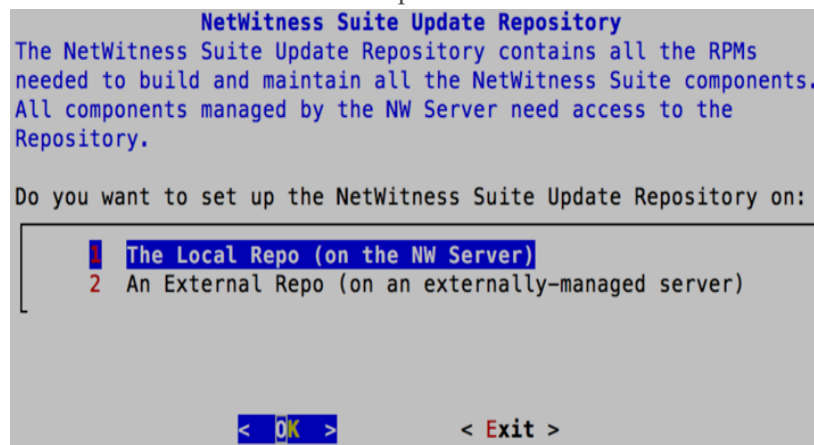 NetWitness Suite Update Repository
The NetWitness Suite Update Repository contains all the RPMs
needed to build and maintain all the NetWitness Suite components.
All components managed by the NW Server need access to the
Repository.
Do you want to set up the NetWitness Suite Update Repository on:
1 The Local Repo (on the NW Server)
2 An External Repo (on an externally-managed server)
< OK > < Exit >